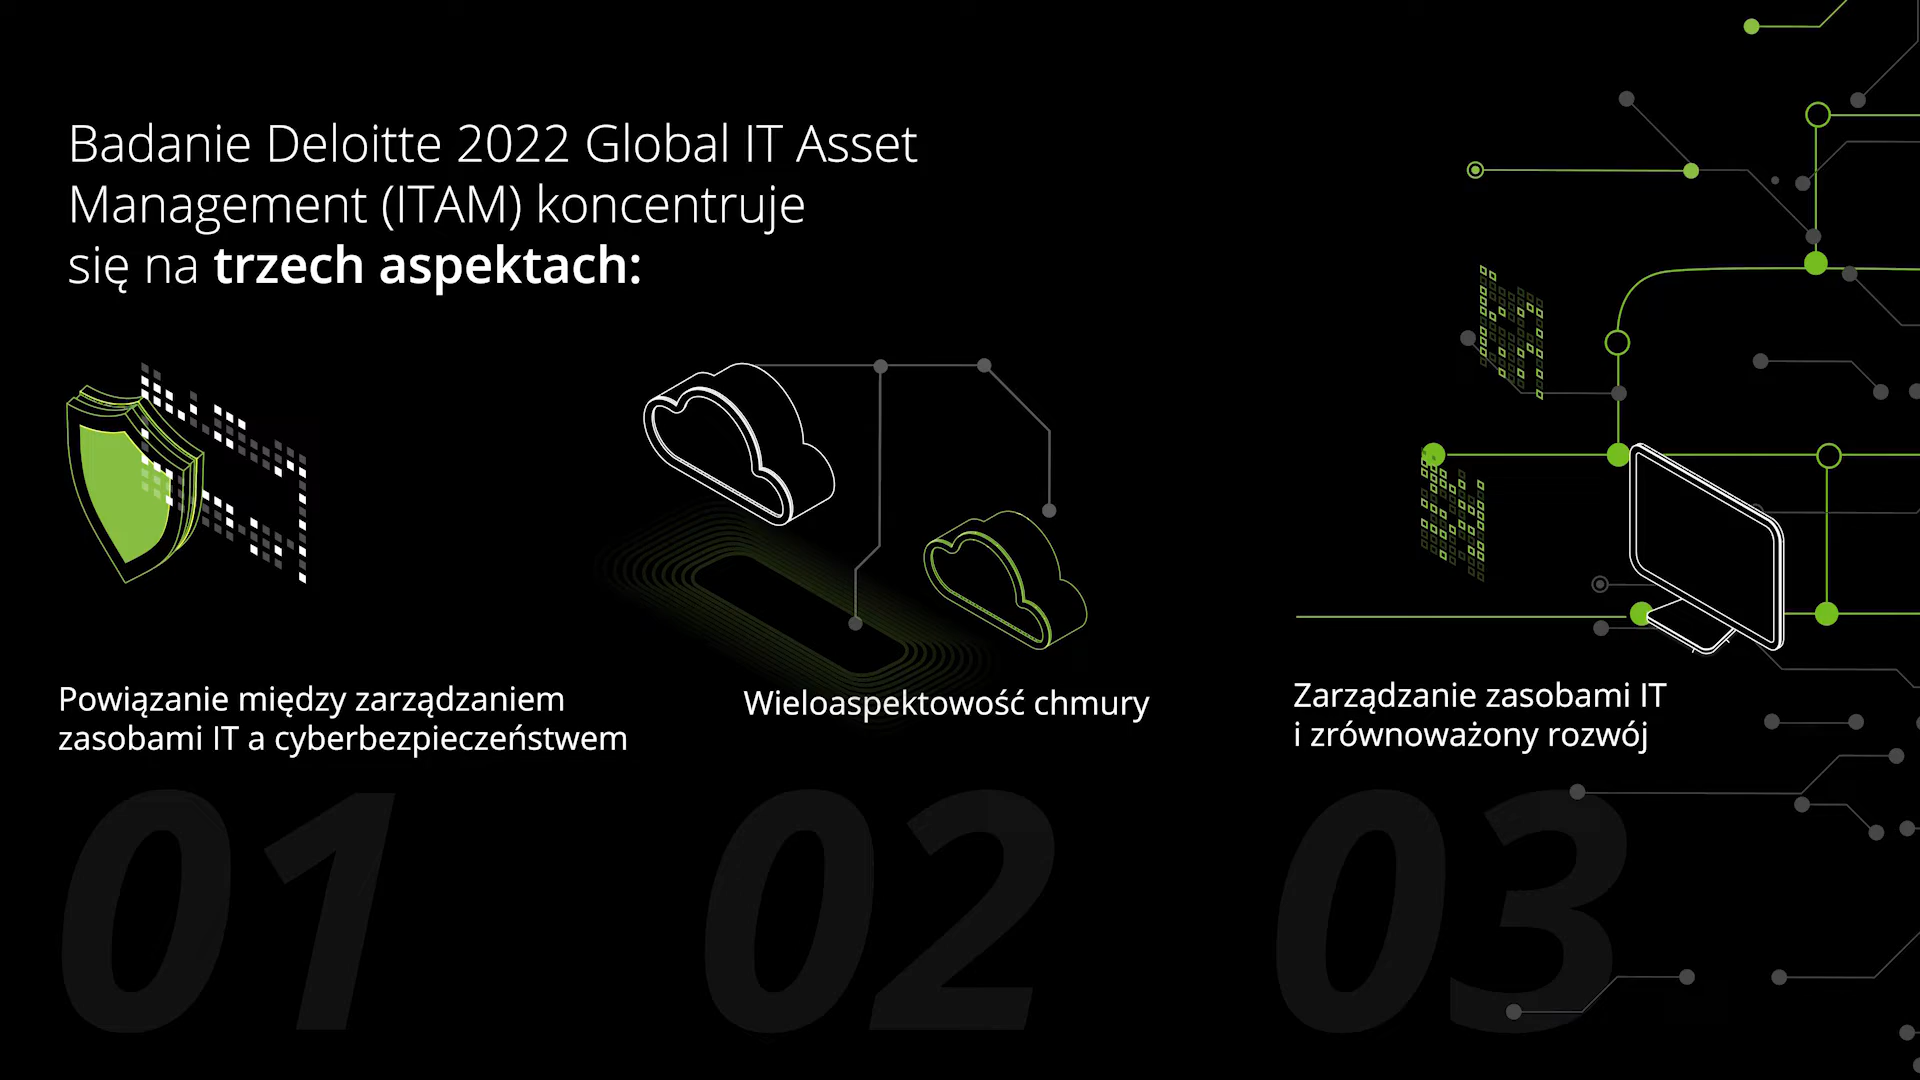 Badanie Deloitte 2022 Global IT Asset
Management (ITAM) koncentruje
się na trzech aspektach:
Powiązanie między zarządzaniem
zasobami IT a cyberbezpieczeństwem
01
Wieloaspektowość chmury
02
Zarządzanie zasobami IT
i zrównoważony rozwój
03